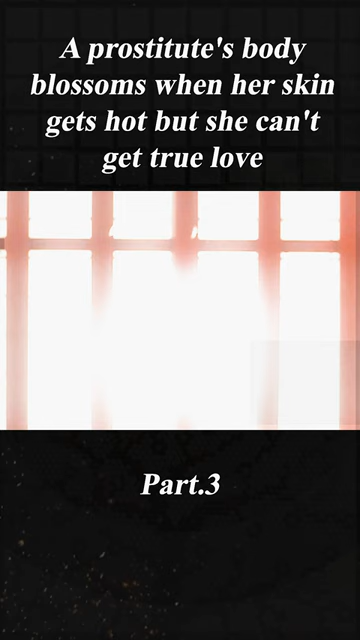 A prostitute's body
blossoms when her skin
gets hot but she can't
get true love
Part.3